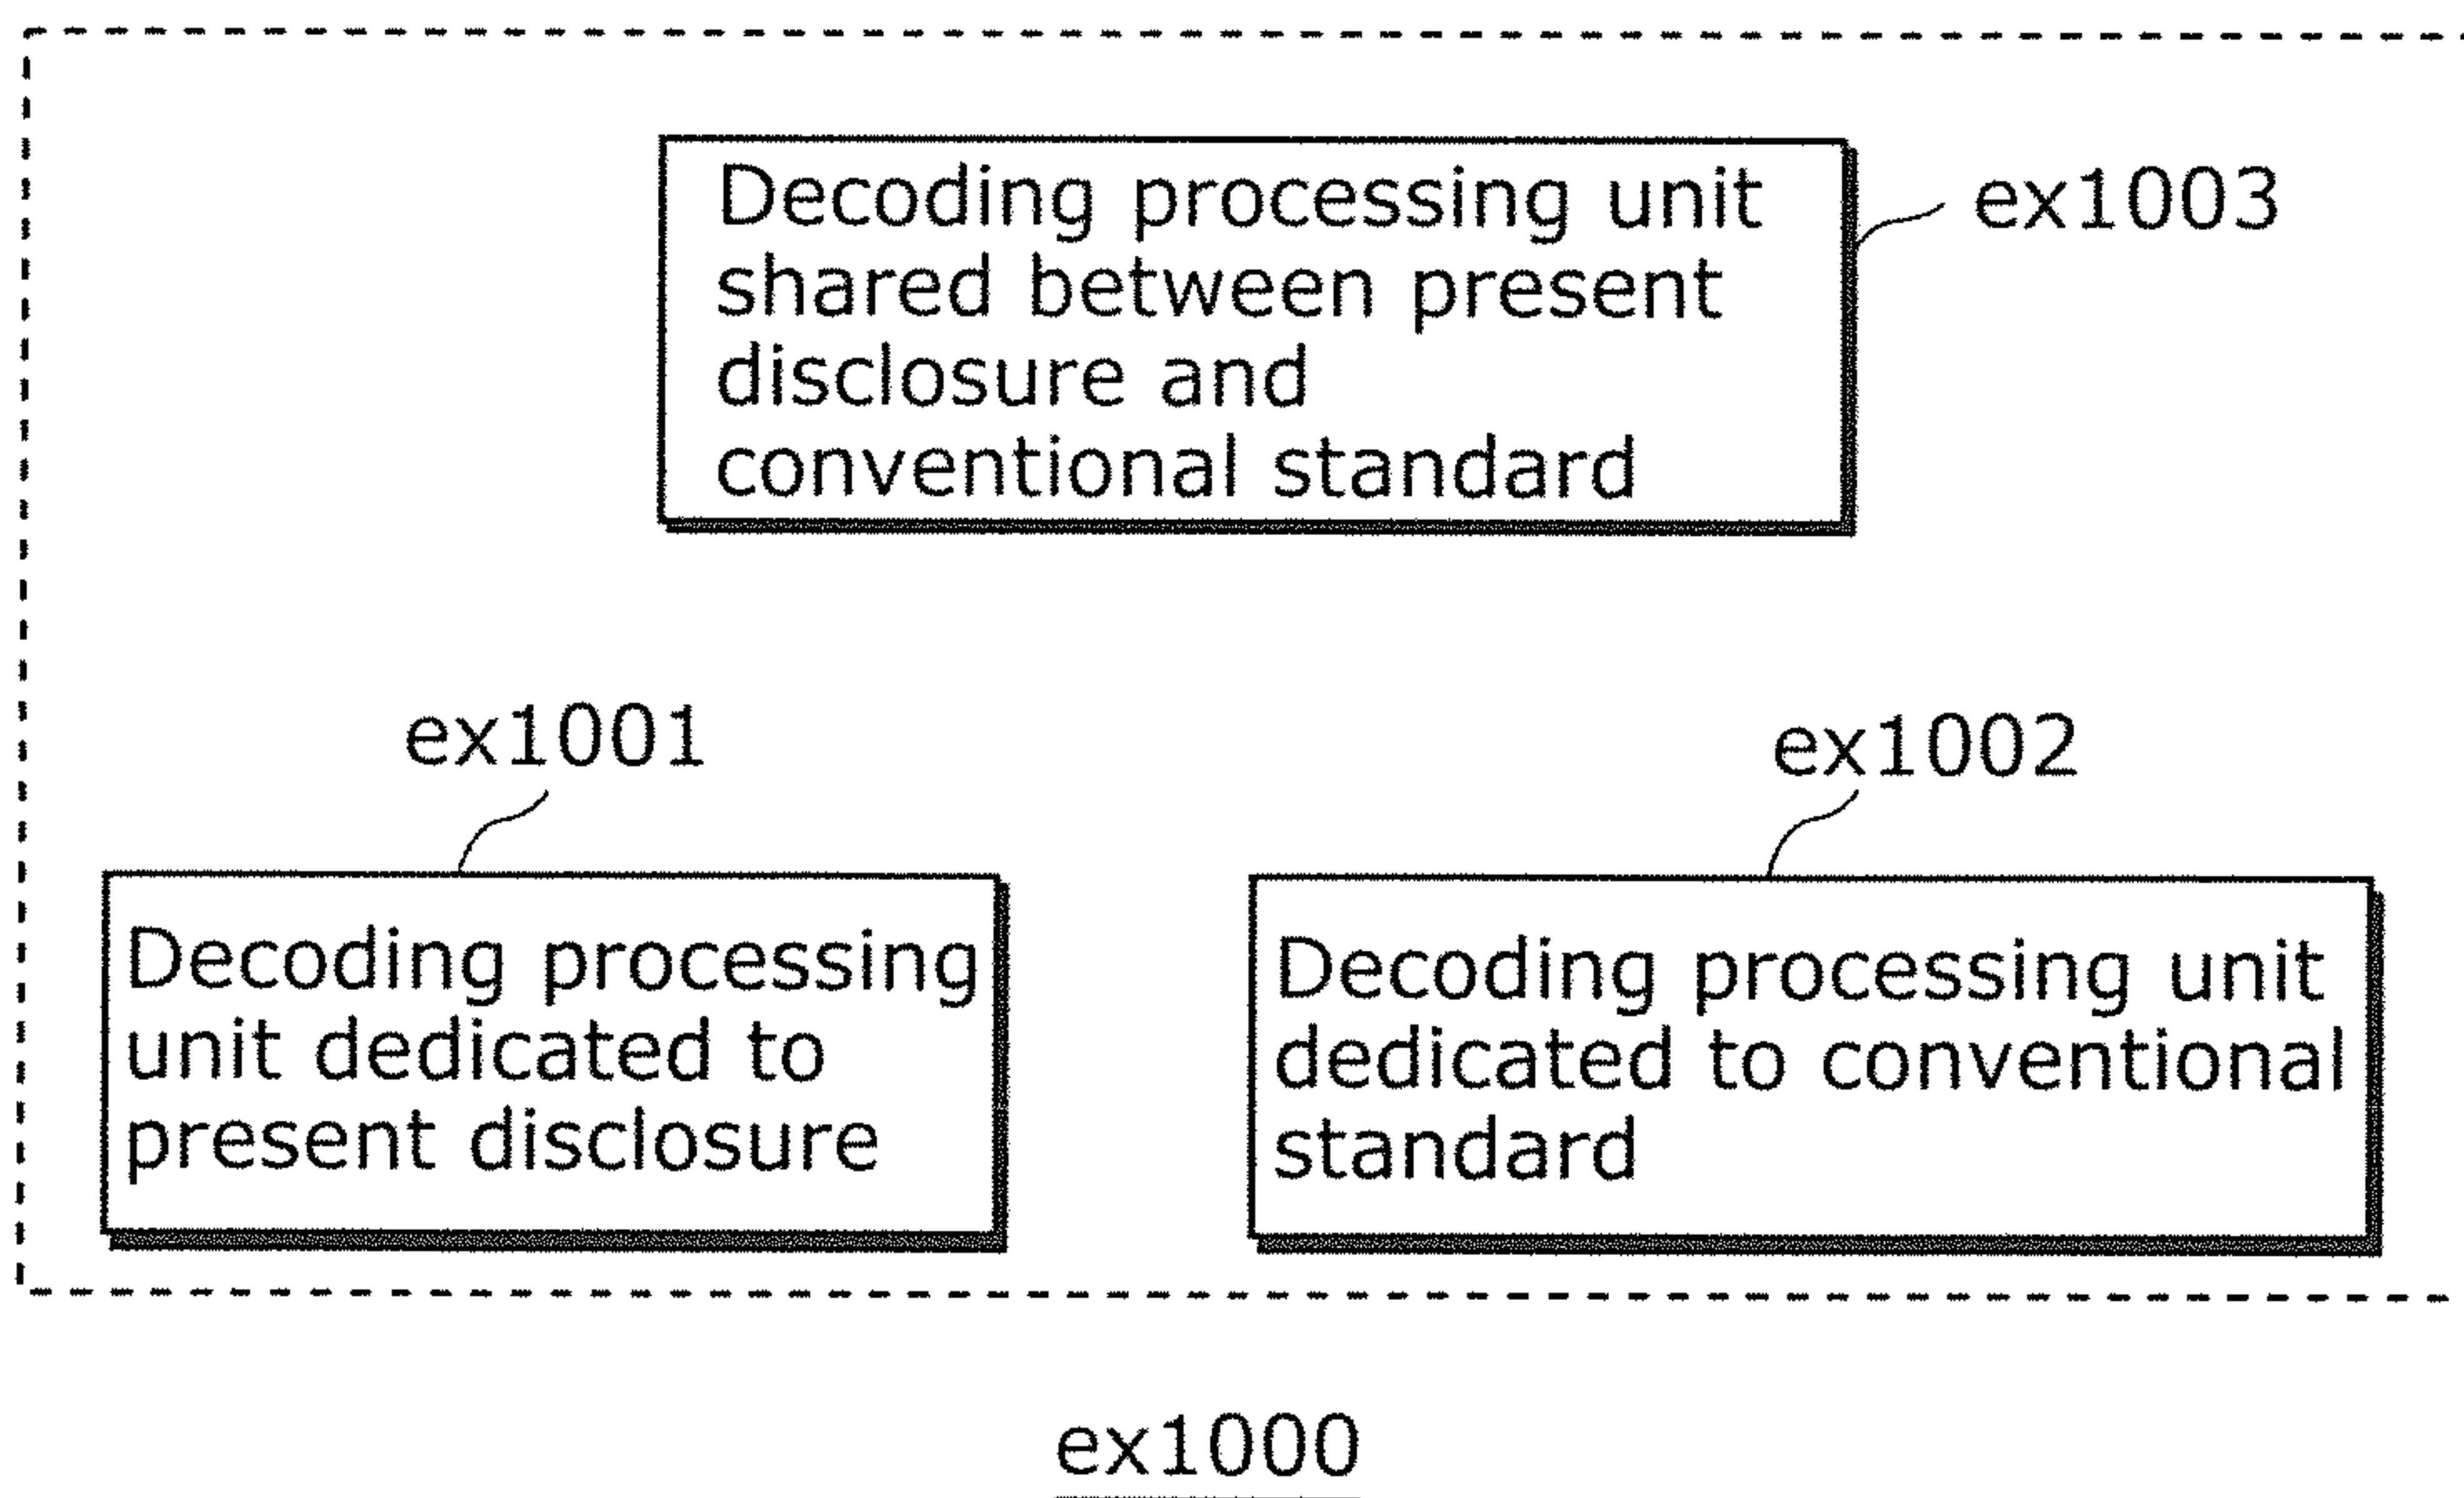 Decoding processing unit
shared between present
disclosure and
conventional standard
ex1003
ex1001
ex1002
Decoding processing
unit dedicated to
present disclosure
Decoding processing unit
dedicated to conventional
standard
ex1000